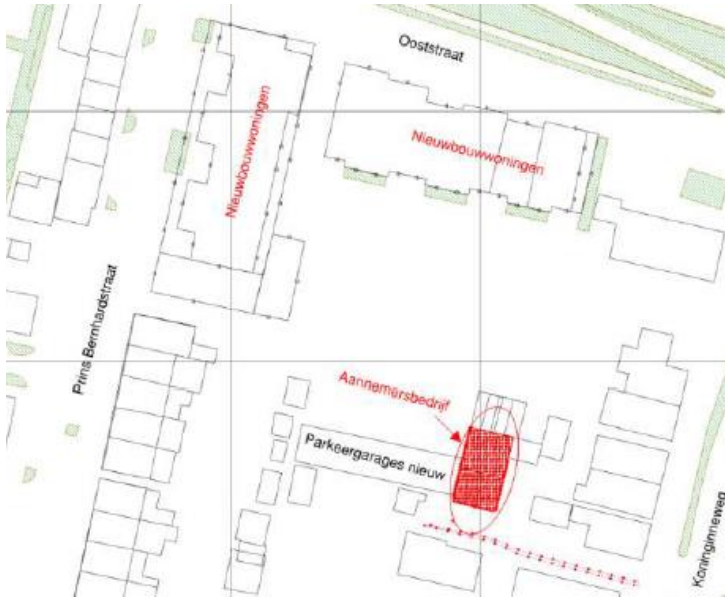 Ooststraat
Nieuwbouwwoningen
Nieuwbouwwoningen
Prins Bernhardstraat
Aannemersbedrijf
Parkeergarages nieuw
Koninginneweg